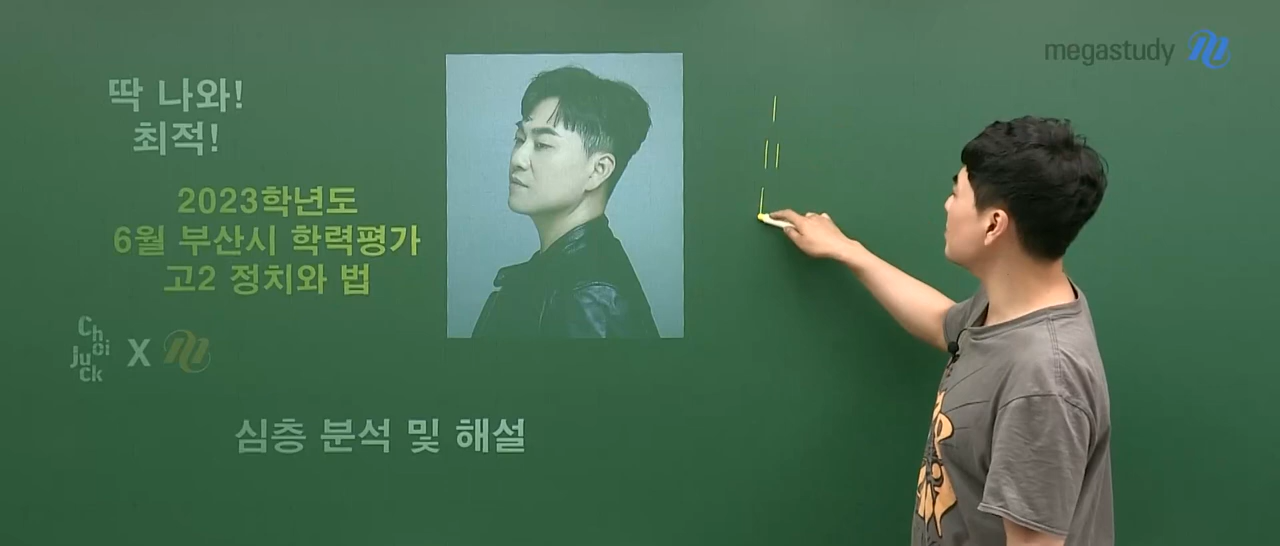 megastudy
딱 나와!
최적!
2023학년도
6월 부산시 학력평가
고2 정치와 법
Choi
Juck
X
심층 분석 및 해설